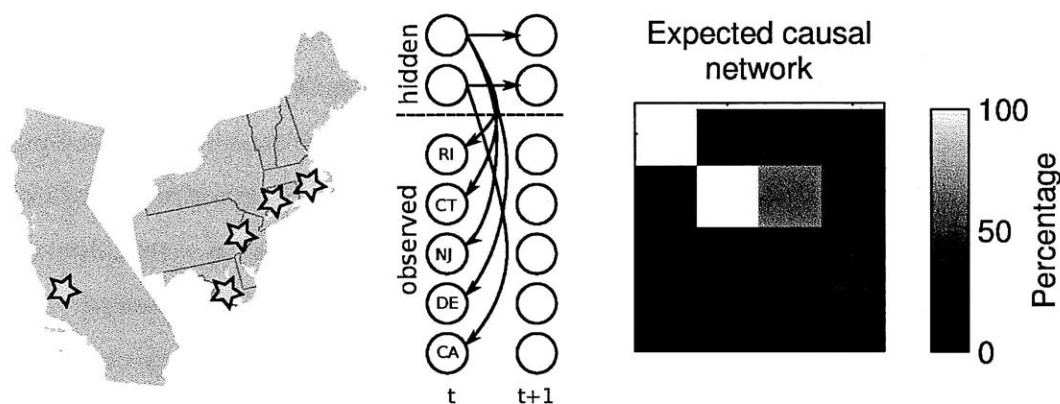 hidden
observed
RI
CT
NJ
DE
CA
t
t+1
Expected causal
network
100
50
0
Percentage